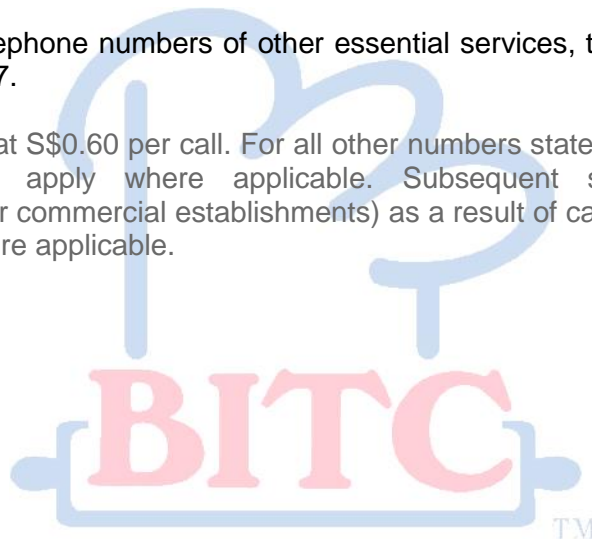 ephone numbers of other essential services, t
7.
at S$0.60 per call. For all other numbers state
apply where applicable. Subsequent s
r commercial establishments) as a result of ca
re applicable.
BITC
TM